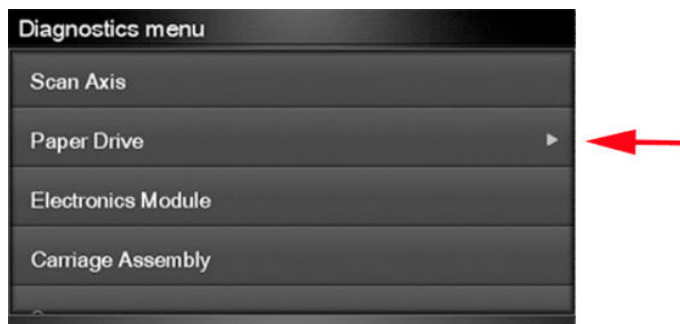 Diagnostics menu
Scan Axis
Paper Drive
Electronics Module
Carriage Assembly